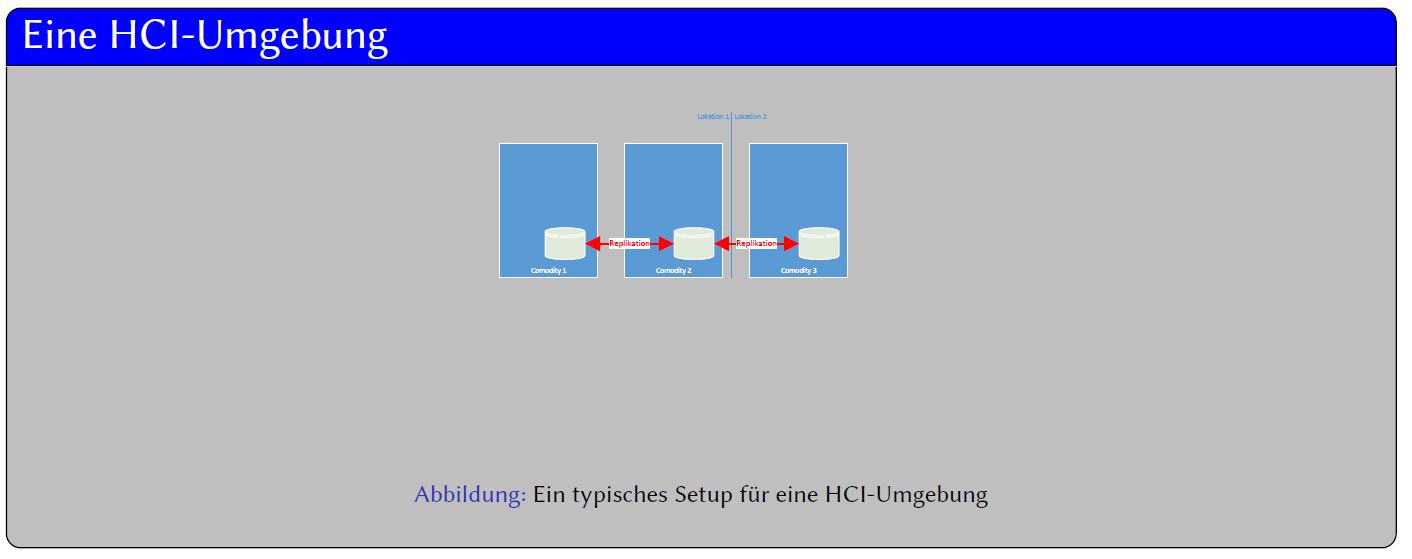 Eine HCI-Umgebung
Lokation 1 Lokation 2
Replikation Replikation
Comodity 1 Comodity 2 Comodity 3
Abbildung: Ein typisches Setup für eine HCI-Umgebung